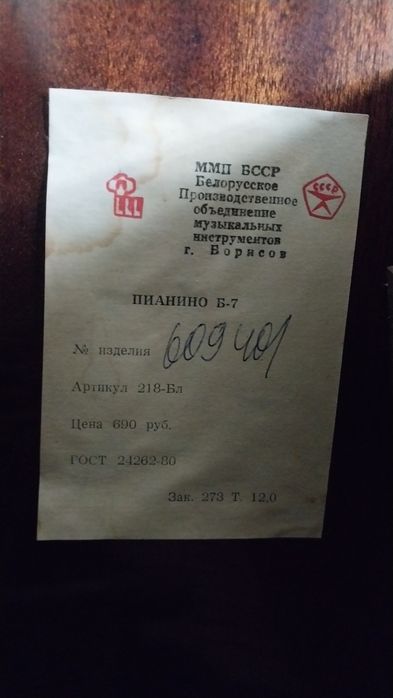 ММП БССР
Белорусское
Производственное
объединение
музыкальных
инструментов
г. Борисов
СССР
ПИАНИНО Б-7
№ изделия 609401
Артикул 218-Бл
Цена 690 руб.
ГОСТ 24262-80
Зак. 273 Т. 12,0